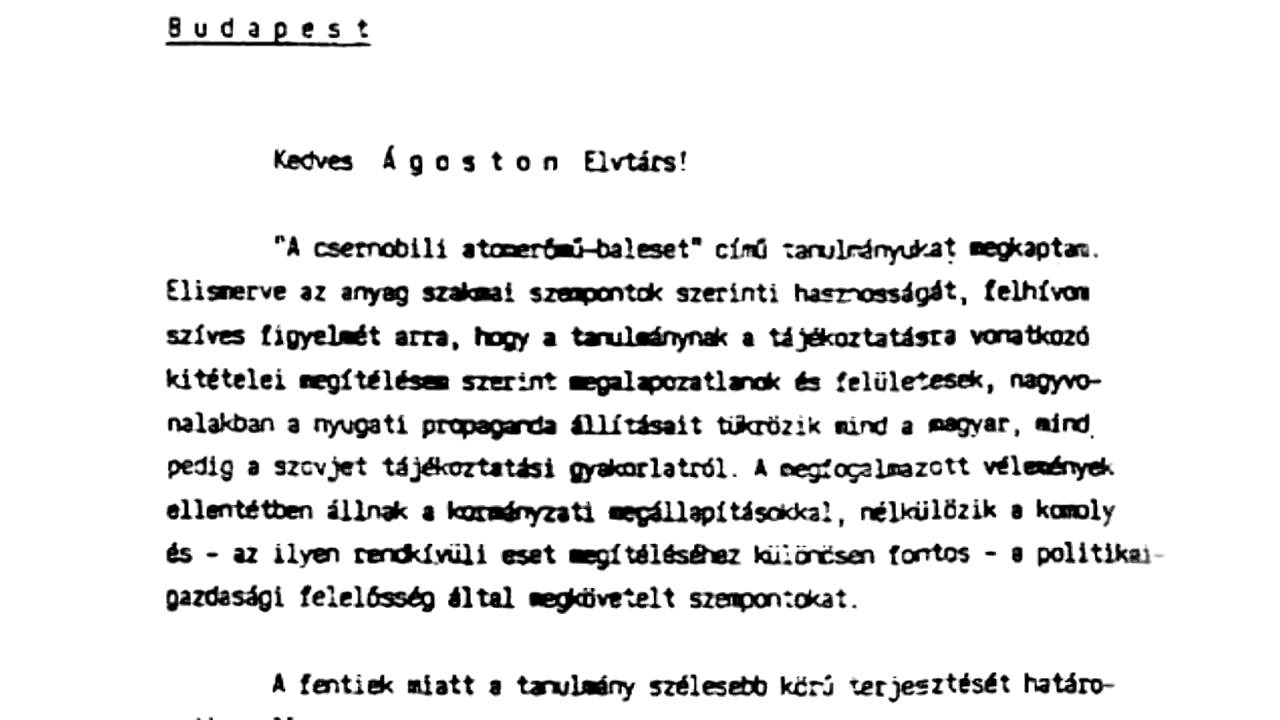 B u d a p e s t
Kedves Á g o s t o n Elvtárs!
"A csernobili atomerőmű-baleset" című tanulmányukat megkaptam.
Elismerve az anyag szakmai szempontok szerinti hasznosságát, felhívom
szíves figyelmét arra, hogy a tanulmánynak a tájékoztatásra vonatkozó
kitételei megítélésem szerint megalapozatlanok és felületesek, nagyvo-
nalakban a nyugati propaganda állításait tükrözik mind a magyar, mind
pedig a szovjet tájékoztatási gyakorlatról. A megfogalmazott vélemények
ellentétben állnak a kormányzati megállapításokkal, nélkülözik a komoly
és - az ilyen rendkívüli eset megítéléséhez különösen fontos - a politikai-
gazdasági felelősség által megkövetelt szempontokat.
A fentiek miatt a tanulmány szélesebb körű terjesztését határo-